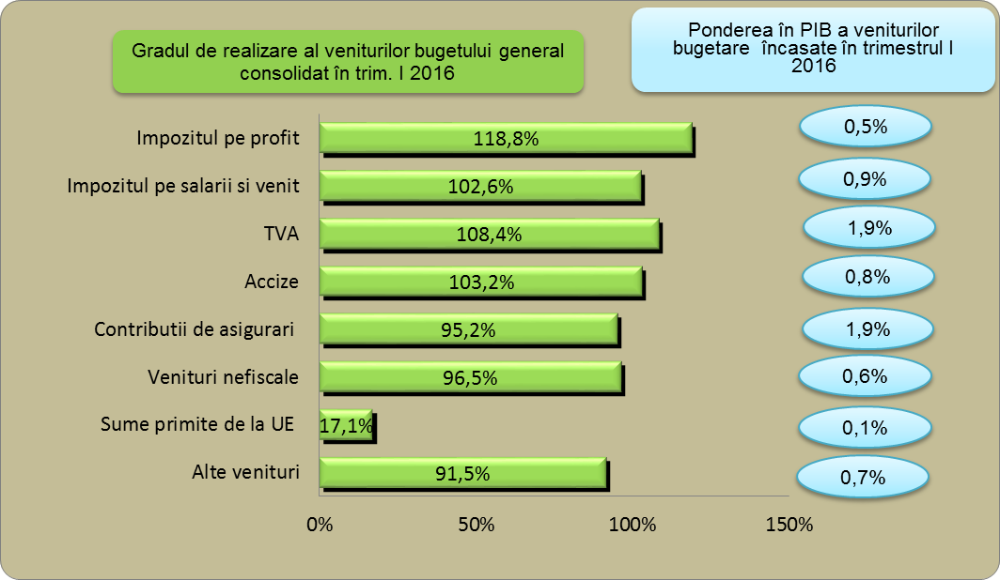 Gradul de realizare al veniturilor bugetului general
consolidat în trim. I 2016
Ponderea în PIB a veniturilor
bugetare încasate în trimestrul I
2016
Impozitul pe profit 118,8% 0,5%
Impozitul pe salarii si venit 102,6% 0,9%
TVA 108,4% 1,9%
Accize 103,2% 0,8%
Contributii de asigurari 95,2% 1,9%
Venituri nefiscale 96,5% 0,6%
Sume primite de la UE 17,1% 0,1%
Alte venituri 91,5% 0,7%
0% 50% 100% 150%